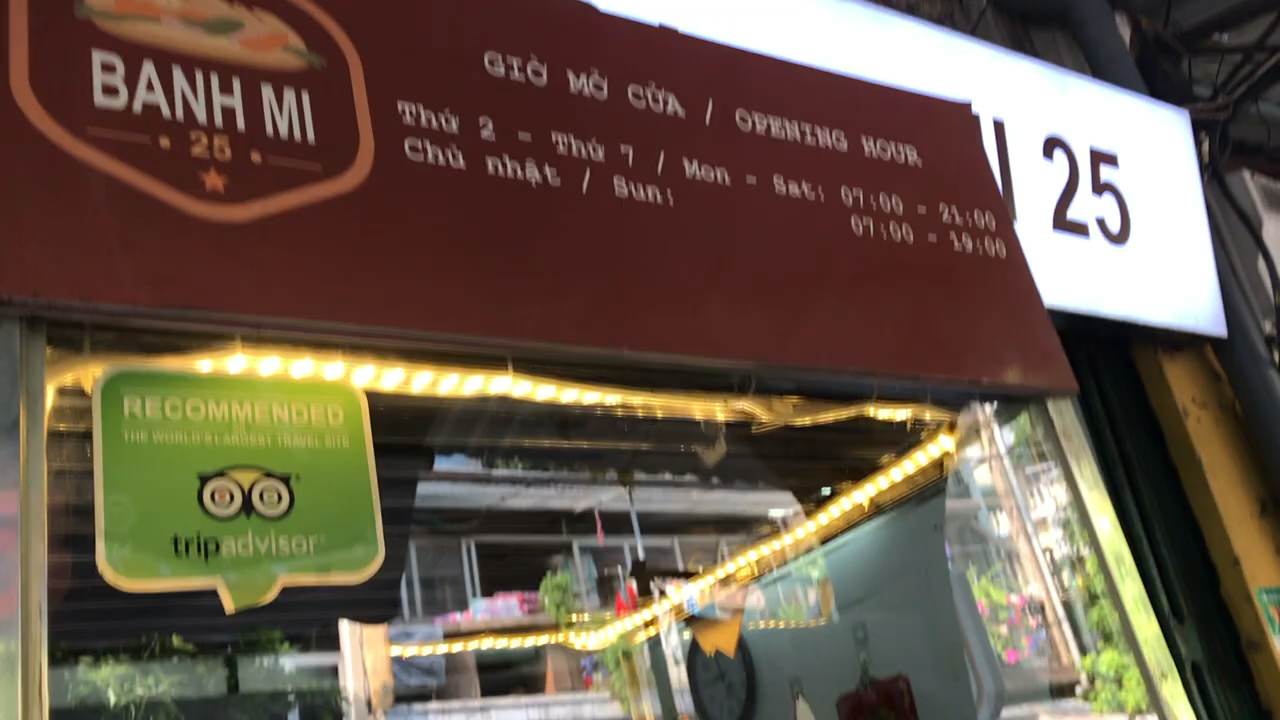 BANH MI
25
GIỜ MỞ CỬA / OPENING HOUR
Thứ 2 - Thứ 7 / Mon - Sat: 07:00 - 21:00
Chủ nhật / Sun: 07:00 - 19:00
25
RECOMMENDED
THE WORLD'S LARGEST TRAVEL SITE
tripadvisor